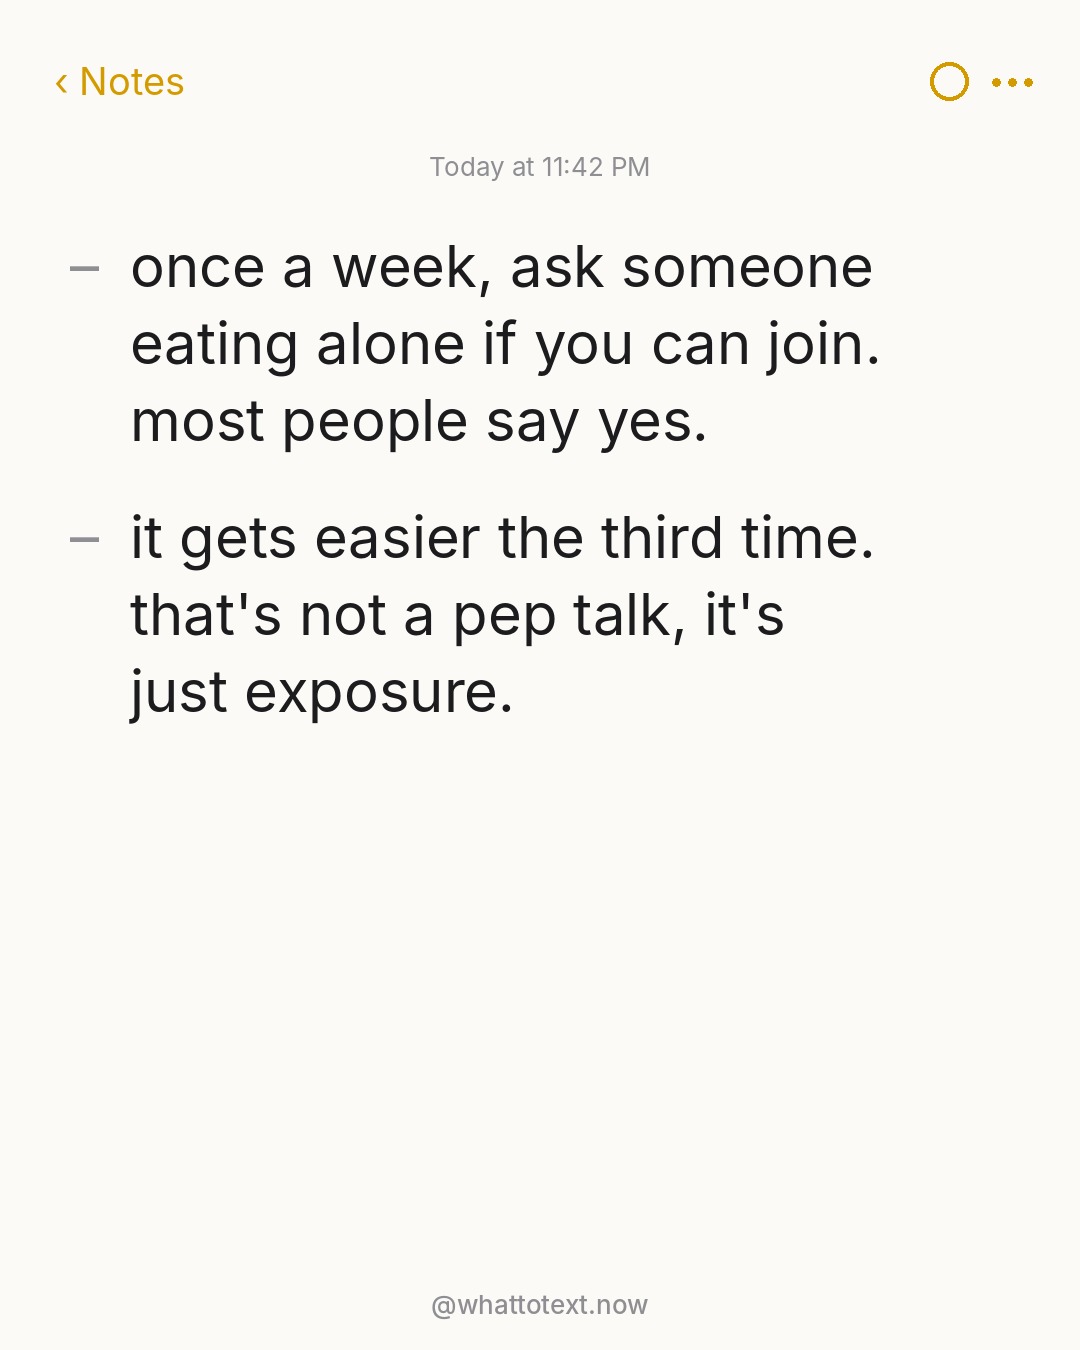 ‹ Notes
Today at 11:42 PM
– once a week, ask someone
eating alone if you can join.
most people say yes.
– it gets easier the third time.
that's not a pep talk, it's
just exposure.
@whattotext.now